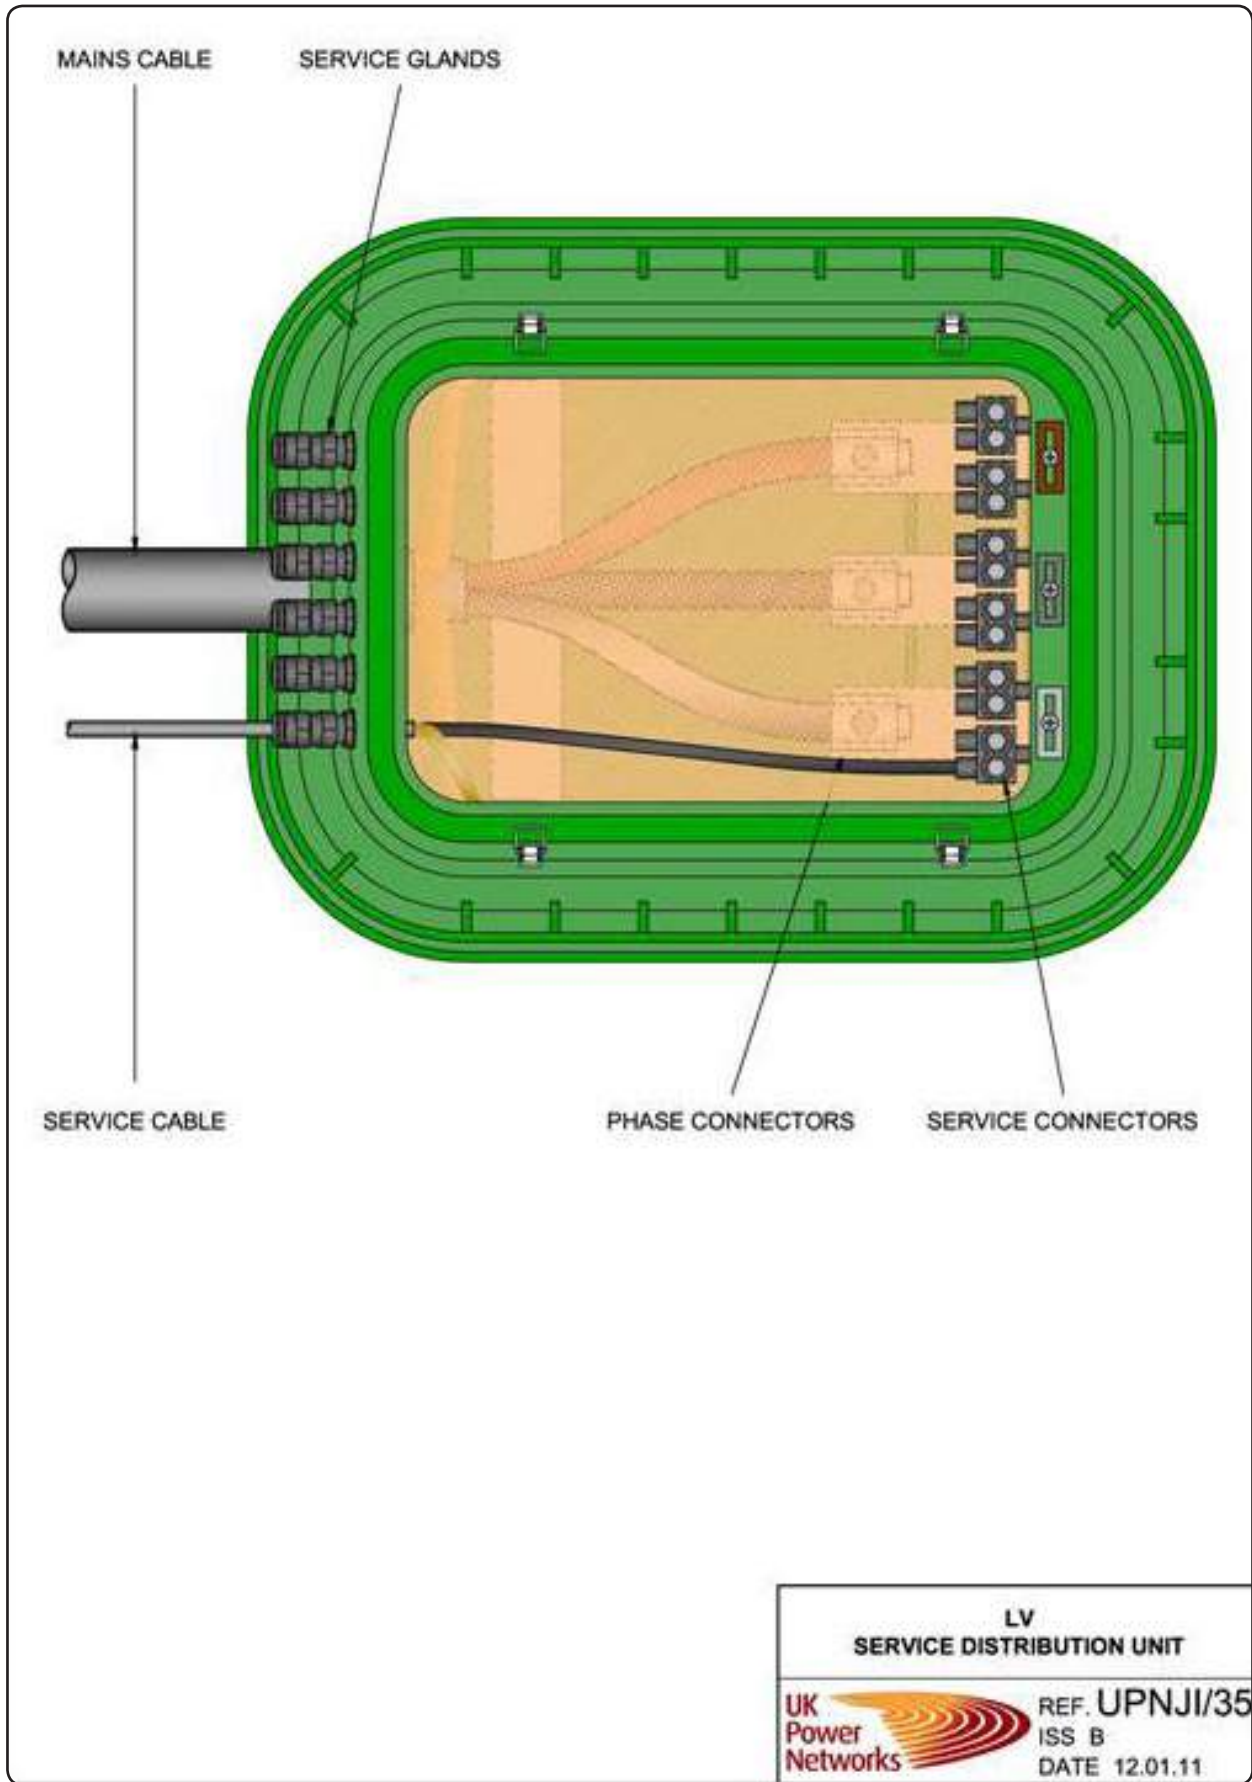 MAINS CABLE
SERVICE GLANDS
SERVICE CABLE
PHASE CONNECTORS
SERVICE CONNECTORS
LV
SERVICE DISTRIBUTION UNIT
UK
Power
Networks
REF. UPNJI/35
ISS B
DATE 12.01.11